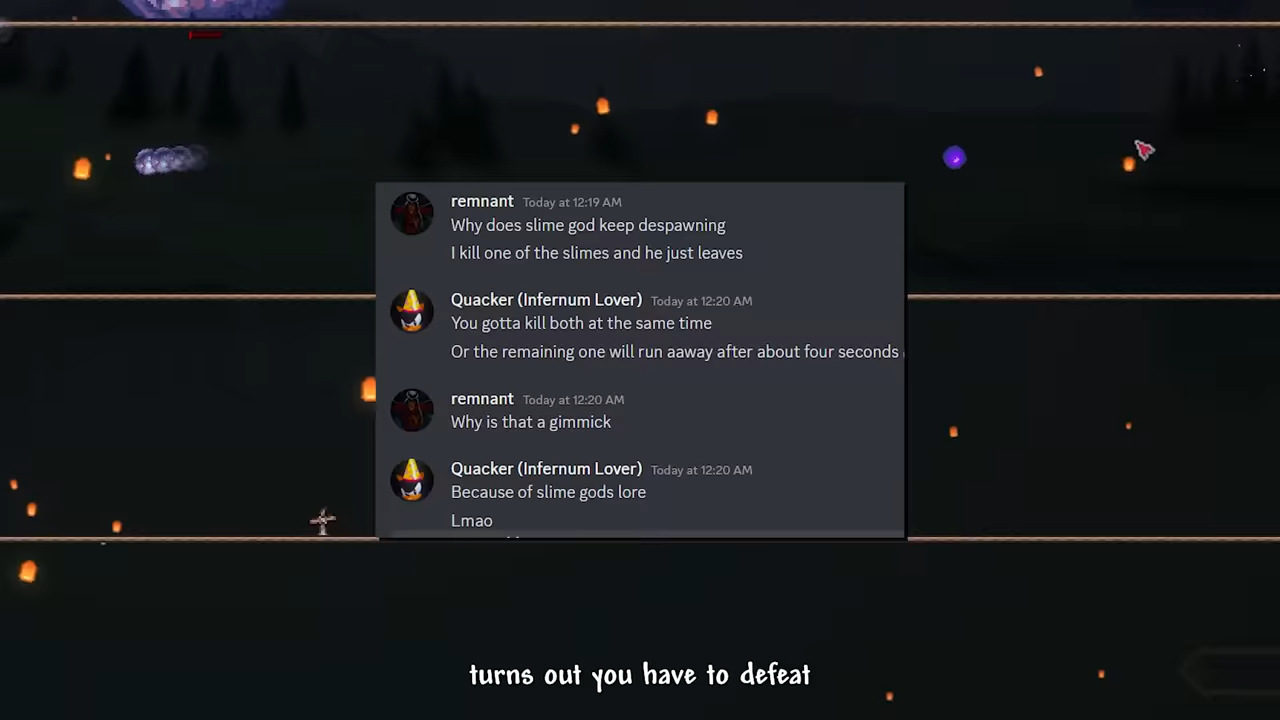 remnant Today at 12:19 AM
Why does slime god keep despawning
I kill one of the slimes and he just leaves
Quacker (Infernum Lover) Today at 12:20 AM
You gotta kill both at the same time
Or the remaining one will run aaway after about four seconds
remnant Today at 12:20 AM
Why is that a gimmick
Quacker (Infernum Lover) Today at 12:20 AM
Because of slime gods lore
Lmao
turns out you have to defeat